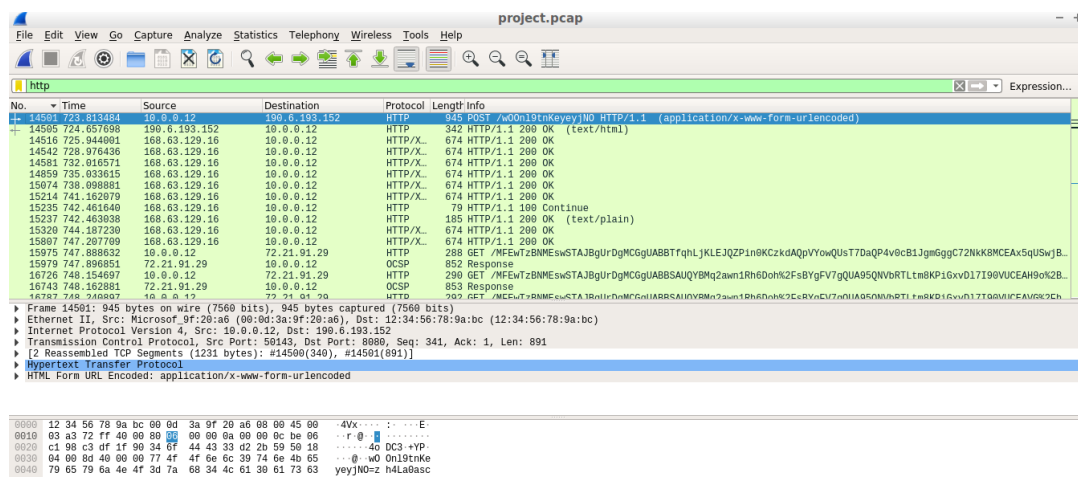 project.pcap
File Edit View Go Capture Analyze Statistics Telephony Wireless Tools Help
http Expression...
No. Time Source Destination Protocol Length Info
14501 723.813484 10.0.0.12 190.6.193.152 HTTP 945 POST /wOOnl9tnKeyeyjNO HTTP/1.1 (application/x-www-form-urlencoded)
14505 724.657698 190.6.193.152 10.0.0.12 HTTP 342 HTTP/1.1 200 OK (text/html)
14516 725.944001 168.63.129.16 10.0.0.12 HTTP/X… 674 HTTP/1.1 200 OK
14542 728.976436 168.63.129.16 10.0.0.12 HTTP/X… 674 HTTP/1.1 200 OK
14581 732.016571 168.63.129.16 10.0.0.12 HTTP/X… 674 HTTP/1.1 200 OK
14859 735.033615 168.63.129.16 10.0.0.12 HTTP/X… 674 HTTP/1.1 200 OK
15074 738.098881 168.63.129.16 10.0.0.12 HTTP/X… 674 HTTP/1.1 200 OK
15214 741.162079 168.63.129.16 10.0.0.12 HTTP/X… 674 HTTP/1.1 200 OK
15235 742.461640 168.63.129.16 10.0.0.12 HTTP 79 HTTP/1.1 100 Continue
15237 742.463038 168.63.129.16 10.0.0.12 HTTP 185 HTTP/1.1 200 OK (text/plain)
15320 744.187230 168.63.129.16 10.0.0.12 HTTP/X… 674 HTTP/1.1 200 OK
15807 747.207709 168.63.129.16 10.0.0.12 HTTP/X… 674 HTTP/1.1 200 OK
15975 747.888632 10.0.0.12 72.21.91.29 HTTP 288 GET /MFEwTzBNMEswSTAJBgUrDgMCGgUABBTfqhLjKLEJQZPin0KCzkdAQpVYowQUsT7DaQP4v0cB1JgmGggC72NkK8MCEAx5qUSwjB…
15979 747.896851 72.21.91.29 10.0.0.12 OCSP 852 Response
16726 748.154697 10.0.0.12 72.21.91.29 HTTP 290 GET /MFEwTzBNMEswSTAJBgUrDgMCGgUABBSAUQYBMq2awn1Rh6Doh%2FsBYgFV7gQUA95QNVbRTLtm8KPiGxvDl7I90VUCEAH9o%2B…
16743 748.162881 72.21.91.29 10.0.0.12 OCSP 853 Response
16787 748.240897 10.0.0.12 72.21.91.29 HTTP 292 GET /MFEwTzBNMEswSTAJBgUrDgMCGgUABBSAUQYBMq2awn1Rh6Doh%2FsBYgFV7gQUA95QNVbRTLtm8KPiGxvDl7I90VUCEAVG%2Fh
Frame 14501: 945 bytes on wire (7560 bits), 945 bytes captured (7560 bits)
Ethernet II, Src: Microsof_9f:20:a6 (00:0d:3a:9f:20:a6), Dst: 12:34:56:78:9a:bc (12:34:56:78:9a:bc)
Internet Protocol Version 4, Src: 10.0.0.12, Dst: 190.6.193.152
Transmission Control Protocol, Src Port: 50143, Dst Port: 8080, Seq: 341, Ack: 1, Len: 891
[2 Reassembled TCP Segments (1231 bytes): #14500(340), #14501(891)]
Hypertext Transfer Protocol
HTML Form URL Encoded: application/x-www-form-urlencoded
0000 12 34 56 78 9a bc 00 0d 3a 9f 20 a6 08 00 45 00 ·4Vx···· :· ···E·
0010 03 a3 72 ff 40 00 80 06 00 00 0a 00 00 0c be 06 ··r·@··· ········
0020 c1 98 c3 df 1f 90 34 6f 44 43 33 d2 2b 59 50 18 ······4o DC3·+YP·
0030 04 00 8d 40 00 00 77 4f 4f 6e 6c 39 74 6e 4b 65 ···@··wO Onl9tnKe
0040 79 65 79 6a 4e 4f 3d 7a 68 34 4c 61 30 61 73 63 yeyjNO=z h4La0asc